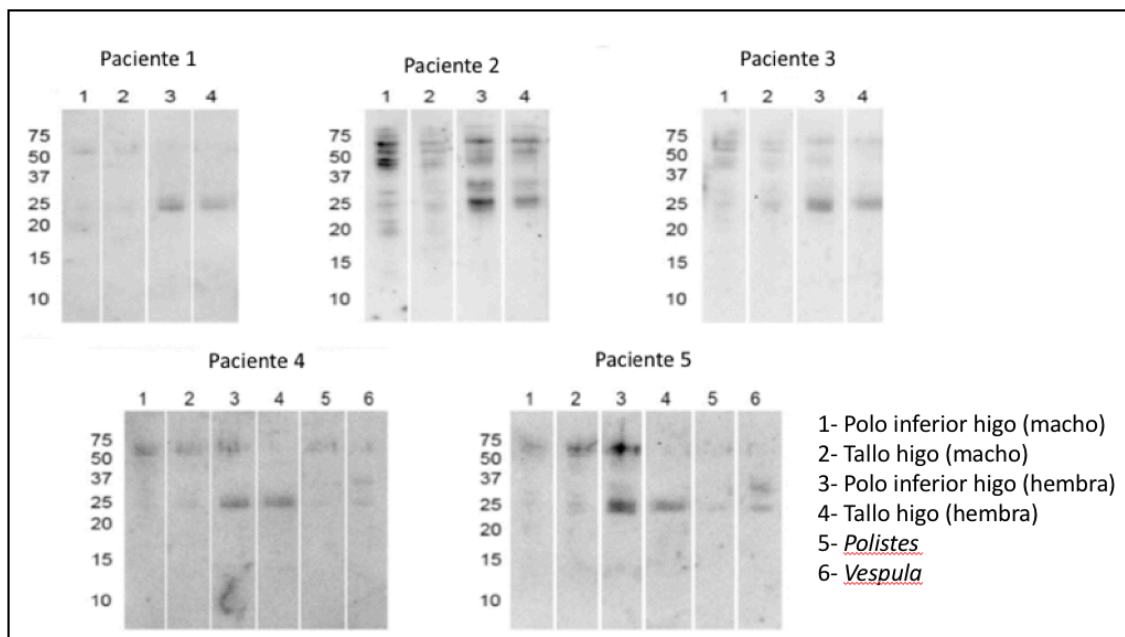 Paciente 1
1 2 3 4
75
50
37
25
20
15
10
Paciente 2
1 2 3 4
75
50
37
25
20
15
10
Paciente 3
1 2 3 4
75
50
37
25
20
15
10
Paciente 4
1 2 3 4 5 6
75
50
37
25
20
15
10
Paciente 5
1 2 3 4 5 6
75
50
37
25
20
15
10
1- Polo inferior higo (macho)
2- Tallo higo (macho)
3- Polo inferior higo (hembra)
4- Tallo higo (hembra)
5- Polistes
6- Vespula